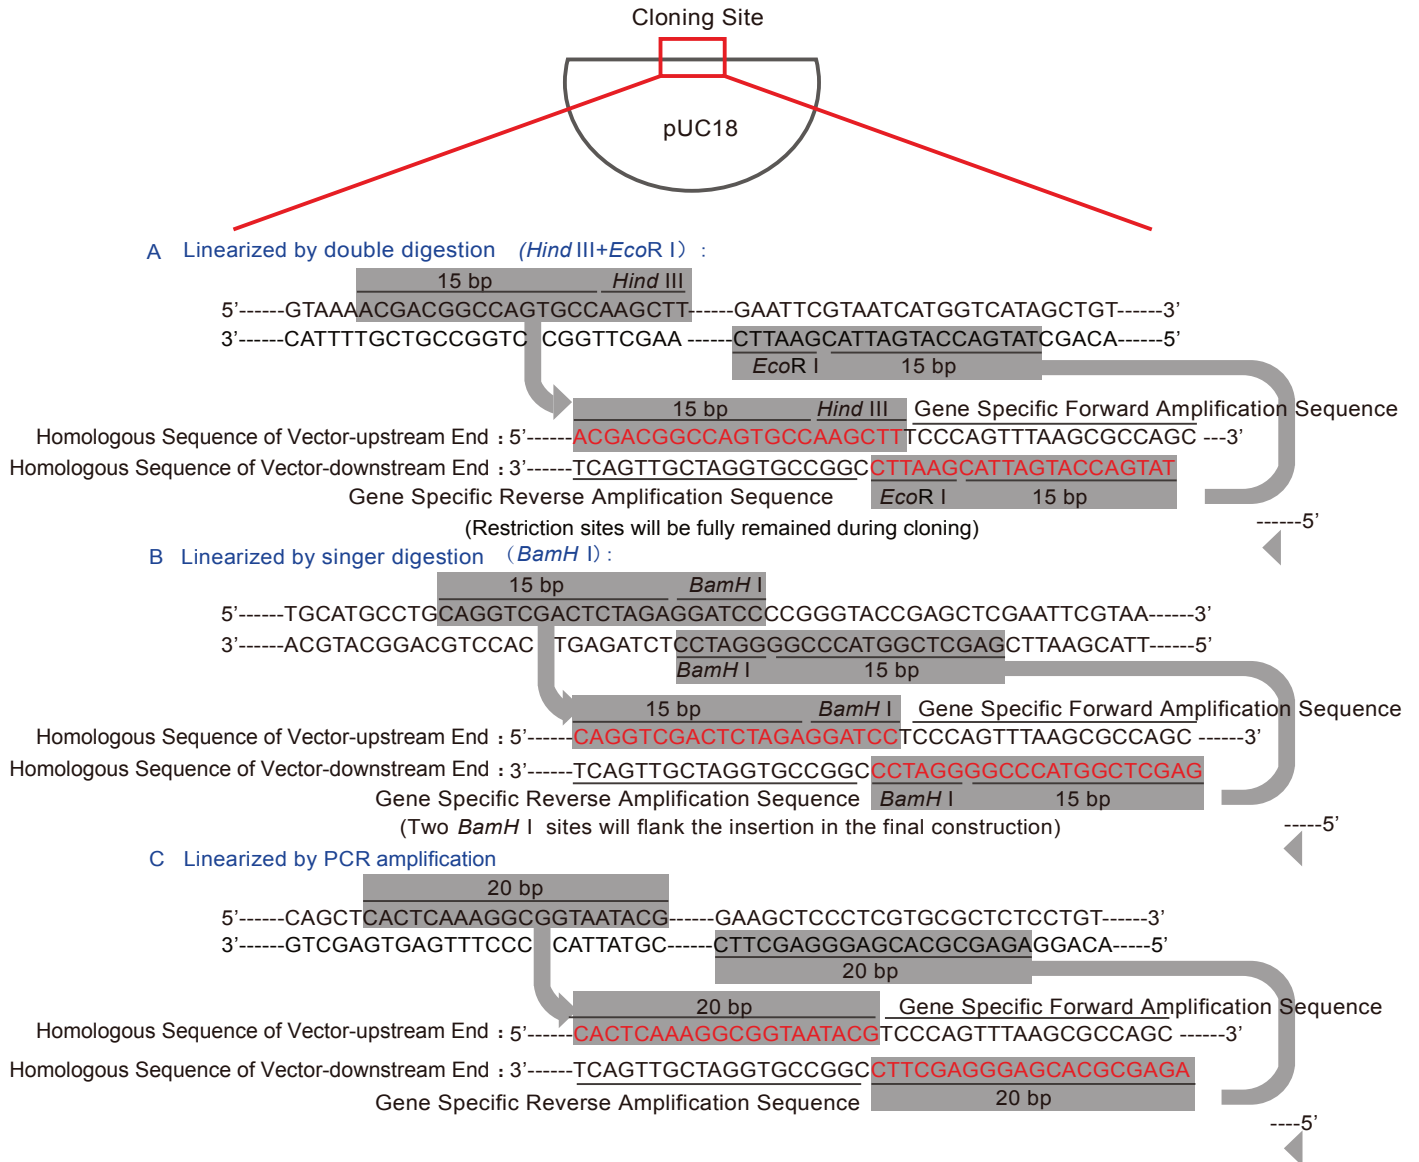 Cloning Site
pUC18
A Linearized by double digestion (Hind III+EcoR I）:
15 bp Hind III
5’------GTAAAACGACGGCCAGTGCCAAGCTT------GAATTCGTAATCATGGTCATAGCTGT------3’
3’------CATTTTGCTGCCGGTC CGGTTCGAA ------CTTAAGCATTAGTACCAGTATCGACA------5’
EcoR I 15 bp
15 bp Hind III Gene Specific Forward Amplification Sequence
Homologous Sequence of Vector-upstream End : 5’------ACGACGGCCAGTGCCAAGCTTTCCCAGTTTAAGCGCCAGC ---3’
Homologous Sequence of Vector-downstream End : 3’------TCAGTTGCTAGGTGCCGGCCTTAAGCATTAGTACCAGTAT
Gene Specific Reverse Amplification Sequence EcoR I 15 bp
(Restriction sites will be fully remained during cloning)
------5’
B Linearized by singer digestion （BamH I）:
15 bp BamH I
5’------TGCATGCCTGCAGGTCGACTCTAGAGGATCCCCGGGTACCGAGCTCGAATTCGTAA------3’
3’------ACGTACGGACGTCCAC TGAGATCTCCTAGGGGCCCATGGCTCGAGCTTAAGCATT------5’
BamH I 15 bp
15 bp BamH I Gene Specific Forward Amplification Sequence
Homologous Sequence of Vector-upstream End : 5’------CAGGTCGACTCTAGAGGATCCTCCCAGTTTAAGCGCCAGC ------3’
Homologous Sequence of Vector-downstream End : 3’------TCAGTTGCTAGGTGCCGGCCCTAGGGGCCCATGGCTCGAG
Gene Specific Reverse Amplification Sequence BamH I 15 bp
(Two BamH I sites will flank the insertion in the final construction)
-----5’
C Linearized by PCR amplification
20 bp
5’------CAGCTCACTCAAAGGCGGTAATACG------GAAGCTCCCTCGTGCGCTCTCCTGT------3’
3’------GTCGAGTGAGTTTCCC CATTATGC------CTTCGAGGGAGCACGCGAGAGGACA-----5’
20 bp
20 bp Gene Specific Forward Amplification Sequence
Homologous Sequence of Vector-upstream End : 5’------CACTCAAAGGCGGTAATACGTCCCAGTTTAAGCGCCAGC ------3’
Homologous Sequence of Vector-downstream End : 3’------TCAGTTGCTAGGTGCCGGCCTTCGAGGGAGCACGCGAGA
Gene Specific Reverse Amplification Sequence 20 bp
----5’